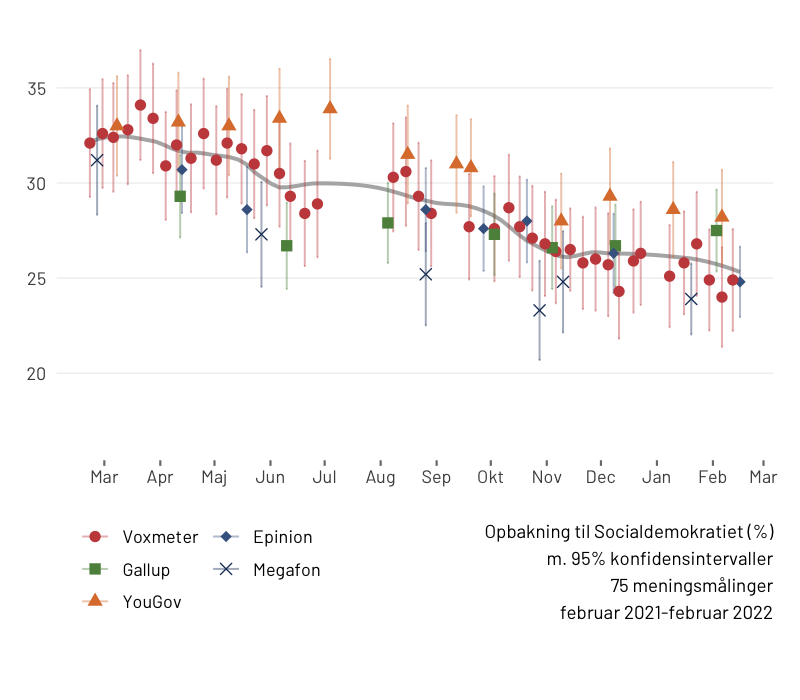 35
30
25
20
Mar Apr Maj Jun Jul Aug Sep Okt Nov Dec Jan Feb Mar
Voxmeter Epinion
Gallup Megafon
YouGov
Opbakning til Socialdemokratiet (%)
m. 95% konfidensintervaller
75 meningsmålinger
februar 2021-februar 2022